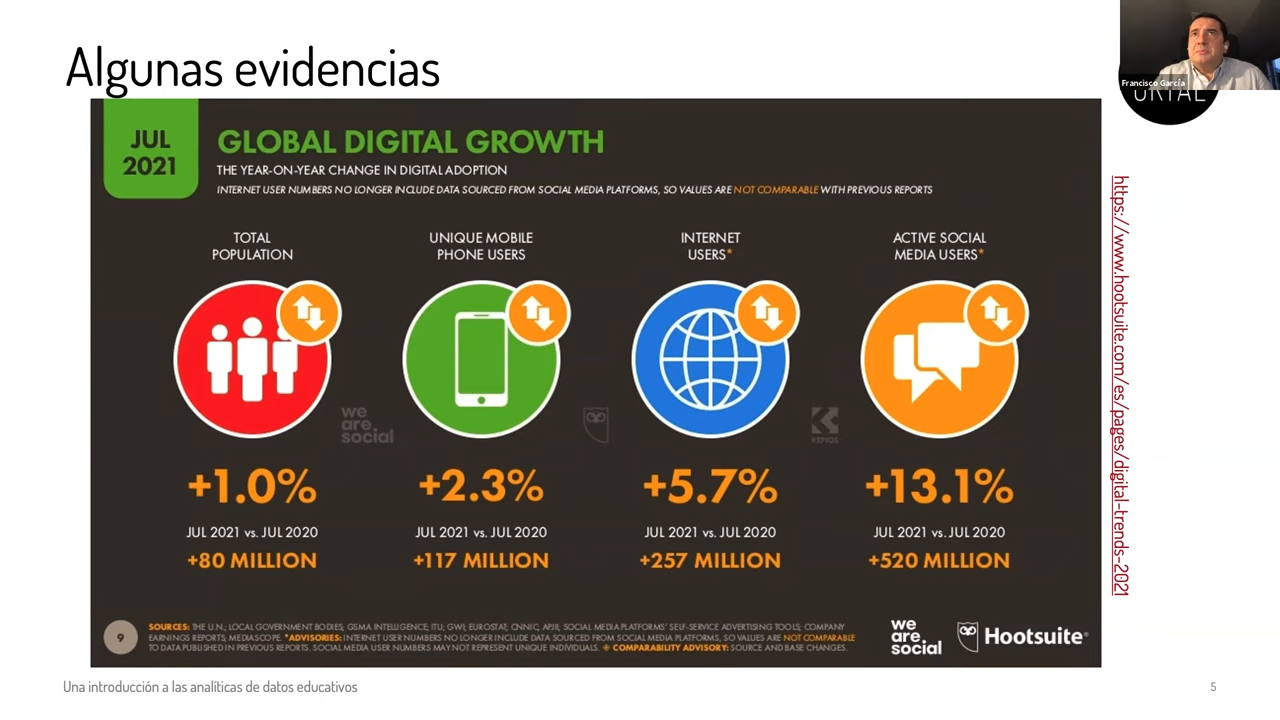 Algunas evidencias
Francisco García
JUL
2021
GLOBAL DIGITAL GROWTH
THE YEAR-ON-YEAR CHANGE IN DIGITAL ADOPTION
INTERNET USER NUMBERS NO LONGER INCLUDE DATA SOURCED FROM SOCIAL MEDIA PLATFORMS, SO VALUES ARE NOT COMPARABLE WITH PREVIOUS REPORTS
TOTAL
POPULATION
+1.0%
JUL 2021 vs. JUL 2020
+80 MILLION
UNIQUE MOBILE
PHONE USERS
+2.3%
JUL 2021 vs. JUL 2020
+117 MILLION
INTERNET
USERS*
+5.7%
JUL 2021 vs. JUL 2020
+257 MILLION
ACTIVE SOCIAL
MEDIA USERS*
+13.1%
JUL 2021 vs. JUL 2020
+520 MILLION
we
are
social
KEPIOS
9
SOURCES: THE U.N.; LOCAL GOVERNMENT BODIES; GSMA INTELLIGENCE; ITU; GWI; EUROSTAT; CNNIC; APJII; SOCIAL MEDIA PLATFORMS' SELF-SERVICE ADVERTISING TOOLS; COMPANY
EARNINGS REPORTS; MEDIASCOPE. *ADVISORIES: INTERNET USER NUMBERS NO LONGER INCLUDE DATA SOURCED FROM SOCIAL MEDIA PLATFORMS, SO VALUES ARE NOT COMPARABLE
TO DATA PUBLISHED IN PREVIOUS REPORTS. SOCIAL MEDIA USER NUMBERS MAY NOT REPRESENT UNIQUE INDIVIDUALS. COMPARABILITY ADVISORY: SOURCE AND BASE CHANGES.
we
are
social
Hootsuite®
https://www.hootsuite.com/es/pages/digital-trends-2021
Una introducción a las analíticas de datos educativos
5